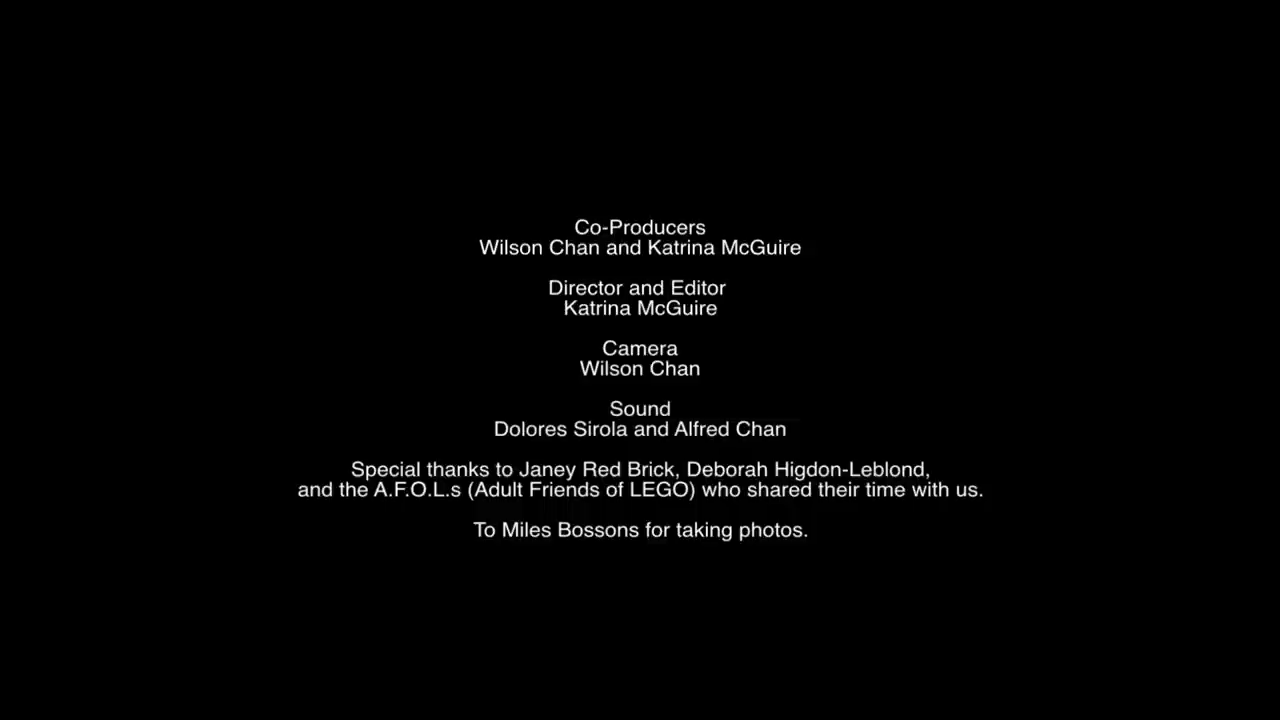 Co-Producers
Wilson Chan and Katrina McGuire
Director and Editor
Katrina McGuire
Camera
Wilson Chan
Sound
Dolores Sirola and Alfred Chan
Special thanks to Janey Red Brick, Deborah Higdon-Leblond,
and the A.F.O.L.s (Adult Friends of LEGO) who shared their time with us.
To Miles Bossons for taking photos.